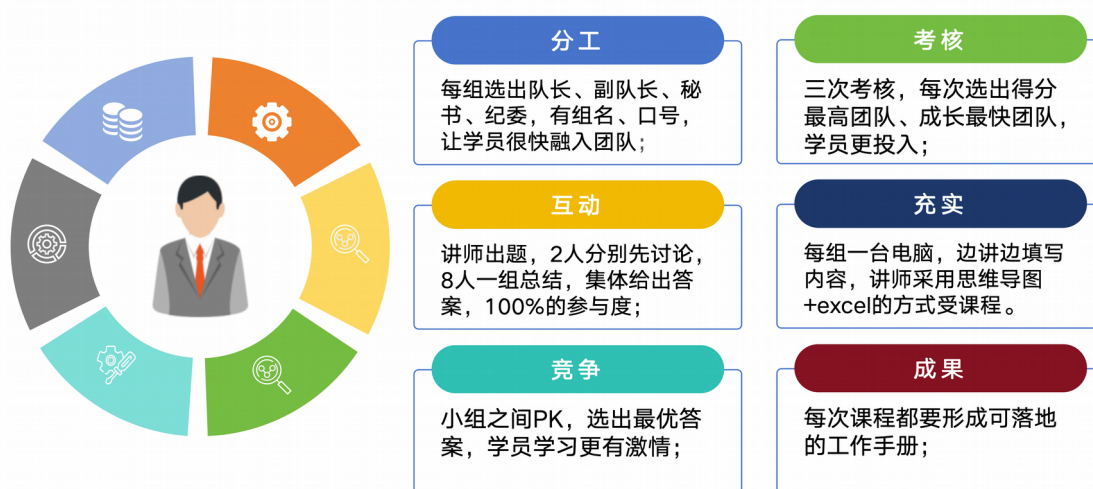 分工
每组选出队长、副队长、秘
书、纪委，有组名、口号，
让学员很快融入团队;
考核
三次考核，每次选出得分
最高团队、成长最快团队，
学员更投入；
互动
讲师出题，2人分别先讨论，
8人一组总结，集体给出答
案，100%的参与度；
充实
每组一台电脑，边讲边填写
内容，讲师采用思维导图
+excel的方式受课程。
竞争
小组之间PK，选出最优答
案，学员学习更有激情；
成果
每次课程都要形成可落地
的工作手册；